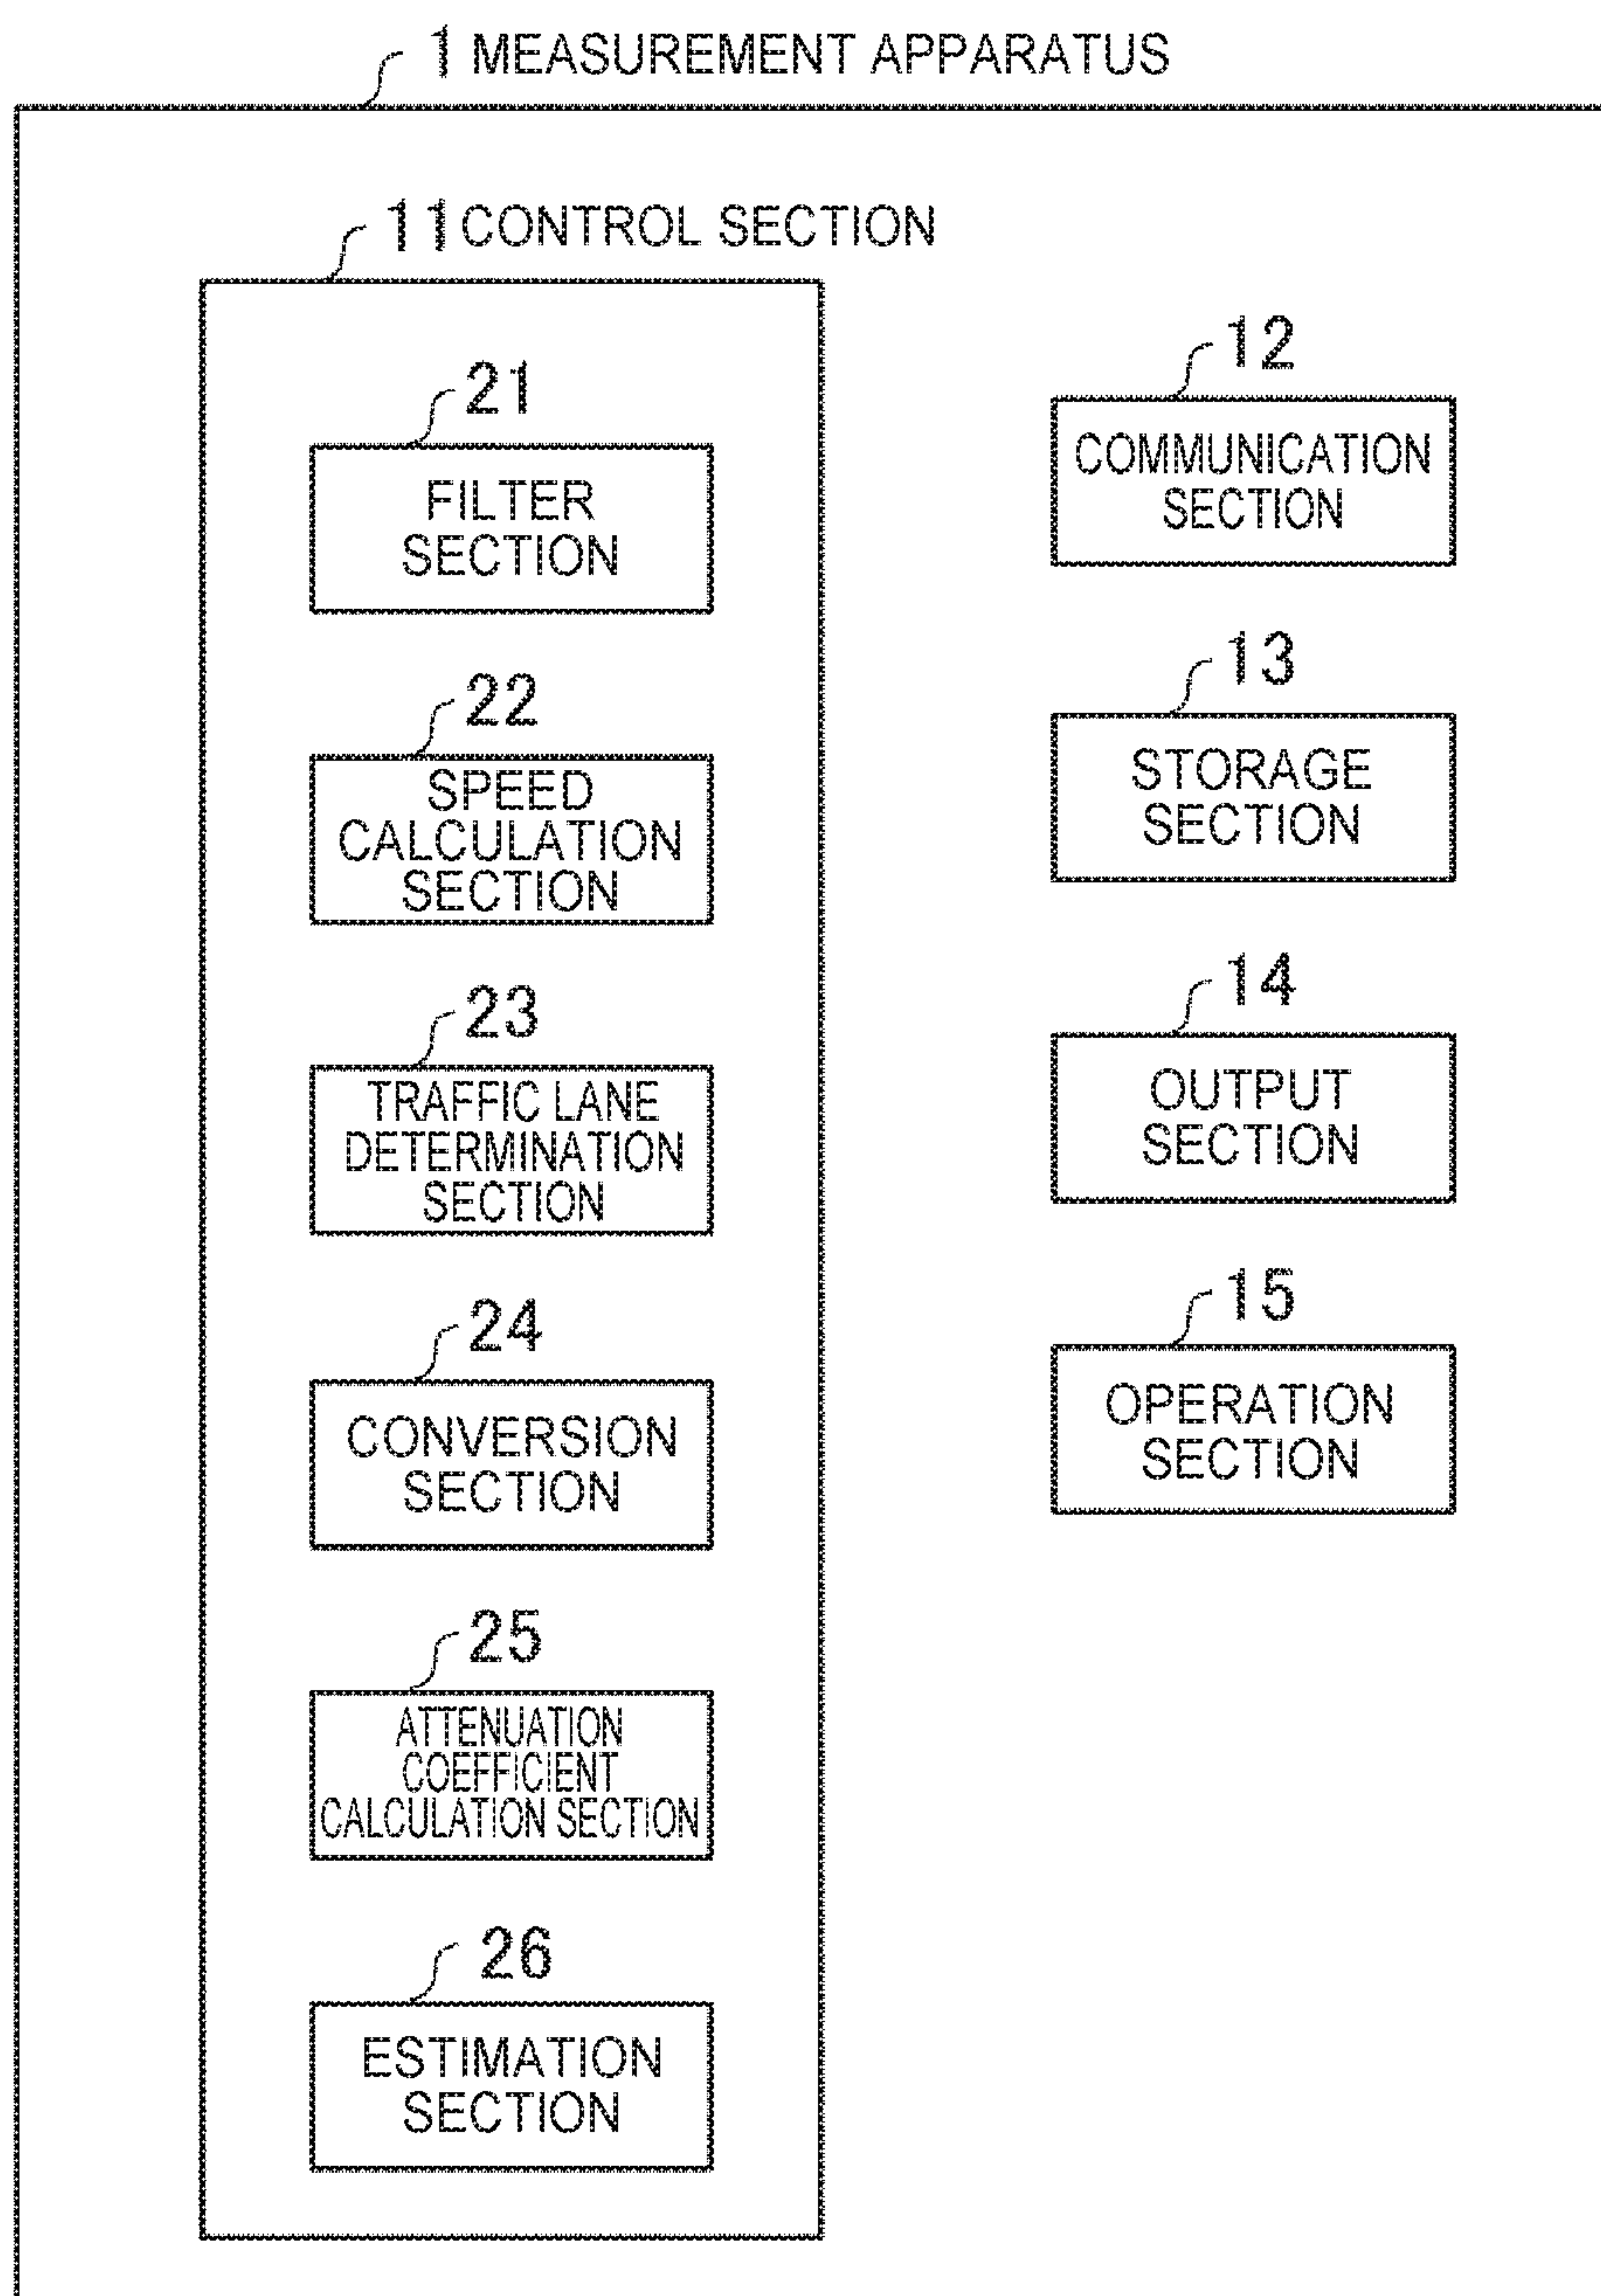 1 MEASUREMENT APPARATUS
11 CONTROL SECTION
21
FILTER
SECTION
22
SPEED
CALCULATION
SECTION
23
TRAFFIC LANE
DETERMINATION
SECTION
24
CONVERSION
SECTION
25
ATTENUATION
COEFFICIENT
CALCULATION SECTION
26
ESTIMATION
SECTION
12
COMMUNICATION
SECTION
13
STORAGE
SECTION
14
OUTPUT
SECTION
15
OPERATION
SECTION